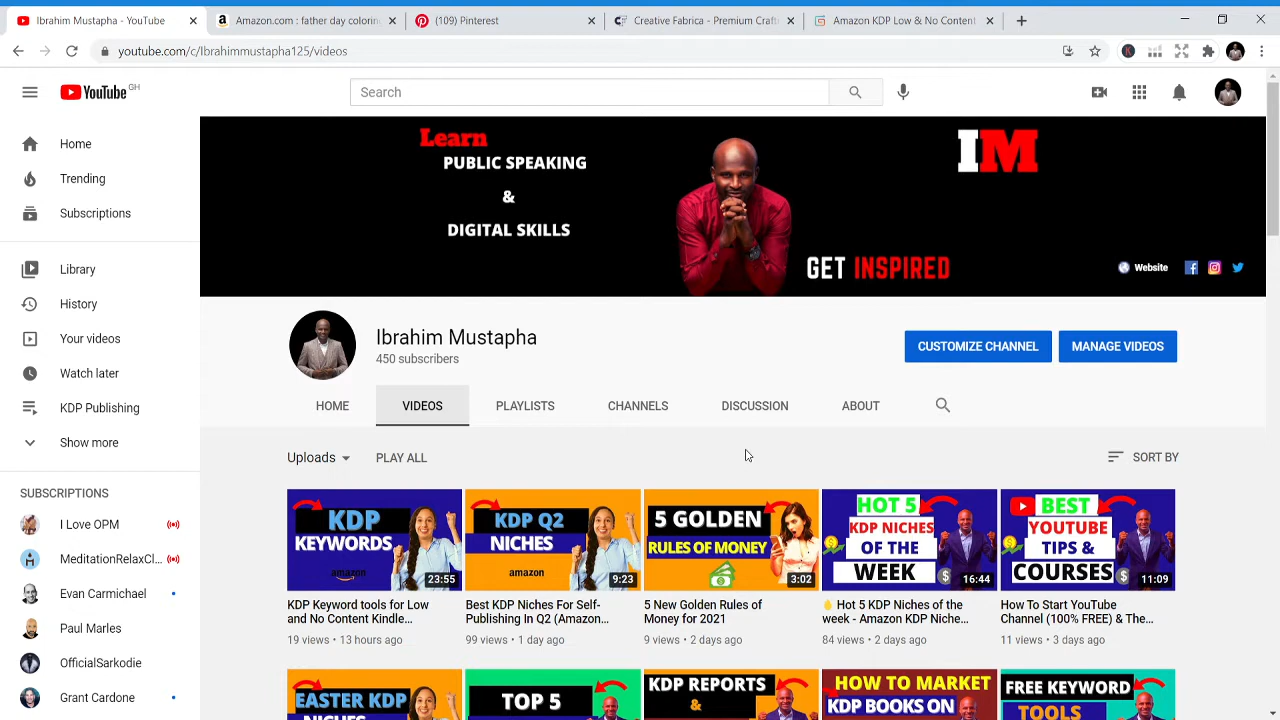 Ibrahim Mustapha - YouTube
Amazon.com : father day colorin
(109) Pinterest
Creative Fabrica - Premium Craft
Amazon KDP Low & No Content
youtube.com/c/Ibrahimmustapha125/videos
YouTube GH
Search
Home
Trending
Subscriptions
Library
History
Your videos
Watch later
KDP Publishing
Show more
SUBSCRIPTIONS
I Love OPM
MeditationRelaxCl...
Evan Carmichael
Paul Marles
OfficialSarkodie
Grant Cardone
Learn
PUBLIC SPEAKING
&
DIGITAL SKILLS
IM
GET INSPIRED
Website
Ibrahim Mustapha
450 subscribers
CUSTOMIZE CHANNEL
MANAGE VIDEOS
HOME
VIDEOS
PLAYLISTS
CHANNELS
DISCUSSION
ABOUT
Uploads
PLAY ALL
SORT BY
KDP
KEYWORDS
amazon
23:55
KDP Keyword tools for Low
and No Content Kindle...
19 views • 13 hours ago
KDP Q2
NICHES
amazon
9:23
Best KDP Niches For Self-
Publishing In Q2 (Amazon...
99 views • 1 day ago
5 GOLDEN
RULES OF MONEY
3:02
5 New Golden Rules of
Money for 2021
9 views • 2 days ago
HOT 5
KDP NICHES
OF THE
WEEK
16:44
Hot 5 KDP Niches of the
week - Amazon KDP Niche...
84 views • 2 days ago
BEST
YOUTUBE
TIPS &
COURSES
11:09
How To Start YouTube
Channel (100% FREE) & The...
11 views • 3 days ago
EASTER KDP
NICHES
TOP 5
KDP REPORTS
&
HOW TO MARKET
KDP BOOKS ON
FREE KEYWORD
TOOLS